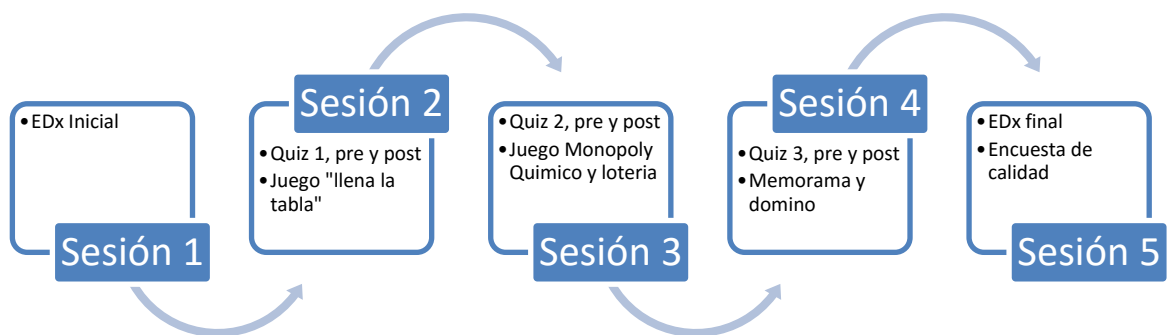 •EDx Inicial
Sesión 1
Sesión 2
•Quiz 1, pre y post
•Juego "llena la
tabla"
•Quiz 2, pre y post
•Juego Monopoly
Quimico y loteria
Sesión 3
Sesión 4
•Quiz 3, pre y post
•Memorama y
domino
•EDx final
•Encuesta de
calidad
Sesión 5